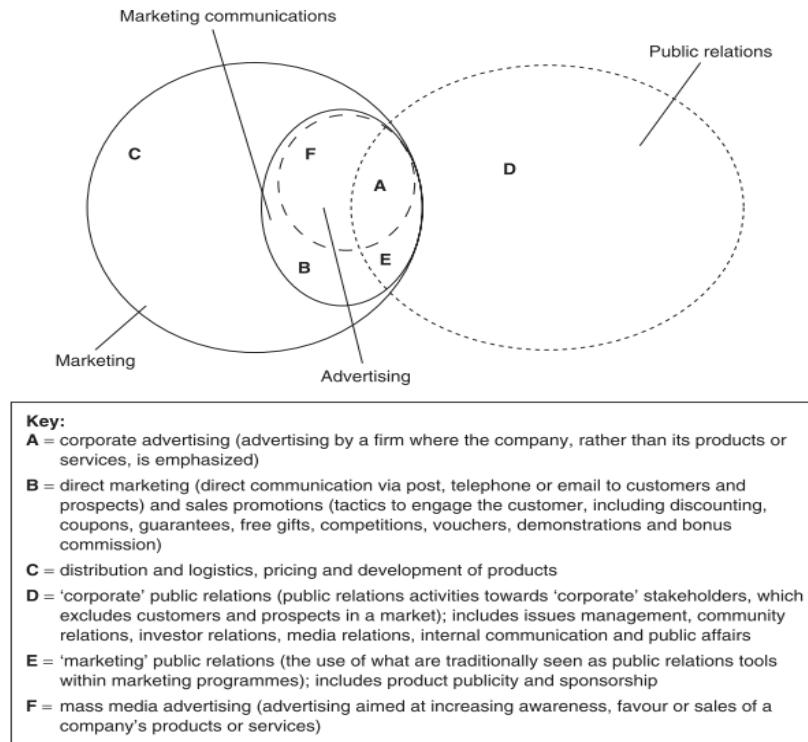 Marketing communications
Public relations
C
F
A
D
B
E
Marketing
Advertising
Key:
A = corporate advertising (advertising by a firm where the company, rather than its products or
services, is emphasized)
B = direct marketing (direct communication via post, telephone or email to customers and
prospects) and sales promotions (tactics to engage the customer, including discounting,
coupons, guarantees, free gifts, competitions, vouchers, demonstrations and bonus
commission)
C = distribution and logistics, pricing and development of products
D = ‘corporate’ public relations (public relations activities towards ‘corporate’ stakeholders, which
excludes customers and prospects in a market); includes issues management, community
relations, investor relations, media relations, internal communication and public affairs
E = ‘marketing’ public relations (the use of what are traditionally seen as public relations tools
within marketing programmes); includes product publicity and sponsorship
F = mass media advertising (advertising aimed at increasing awareness, favour or sales of a
company’s products or services)